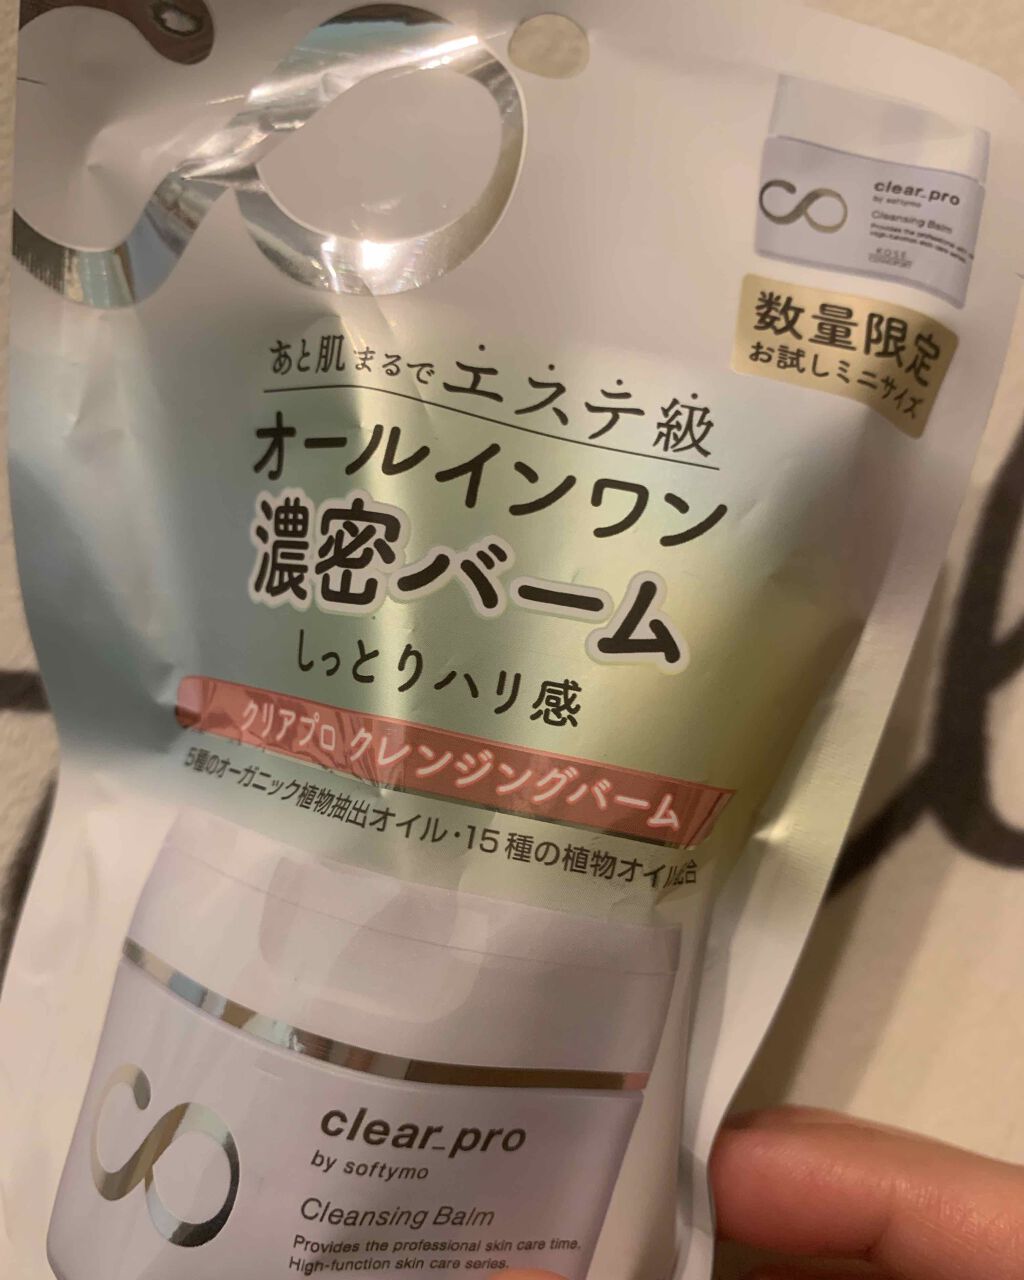 clear_pro
by softymo
Cleansing Balm
数量限定
お試しミニサイズ
あと肌まるでエステ級
オールインワン
濃密バーム
しっとりハリ感
クリアプロ クレンジングバーム
5種のオーガニック植物抽出オイル・15種の植物オイル配合
clear_pro
by softymo
Cleansing Balm
Provides the professional skin care time.
High-function skin care series.